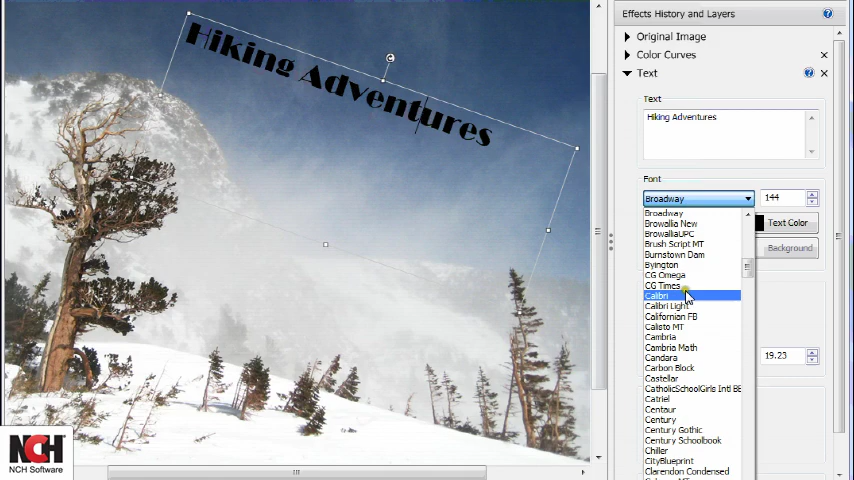 Hiking Adventures
Effects History and Layers
Original Image
Color Curves
Text
Text
Hiking Adventures
Font
Broadway
144
Text Color
Background
19.23
Broadway
Browallia New
BrowalliaUPC
Brush Script MT
Burnstown Dam
Byington
CG Omega
CG Times
Calibri
Calibri Light
Californian FB
Calisto MT
Cambria
Cambria Math
Candara
Carbon Block
Castellar
CatholicSchoolGirls Intl BB
Catriel
Centaur
Century
Century Gothic
Century Schoolbook
Chiller
CityBlueprint
Clarendon Condensed
NCH
NCH Software